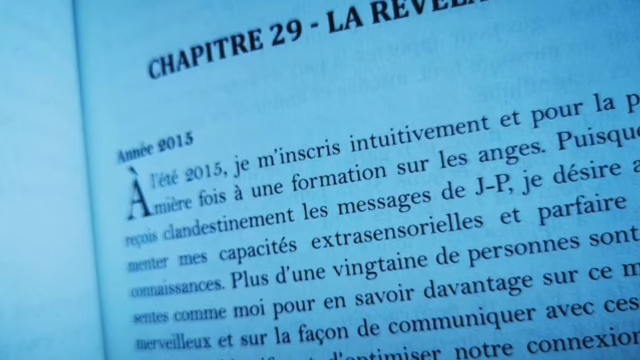 CHAPITRE 29 - LA RÉVÉLA
Année 2015
À l'été 2015, je m'inscris intuitivement et pour la p
mière fois à une formation sur les anges. Puisque
reçois clandestinement les messages de J-P, je désire a
menter mes capacités extrasensorielles et parfaire
connaissances. Plus d'une vingtaine de personnes sont
sentes comme moi pour en savoir davantage sur ce m
merveilleux et sur la façon de communiquer avec ces
d'optimiser notre connexion